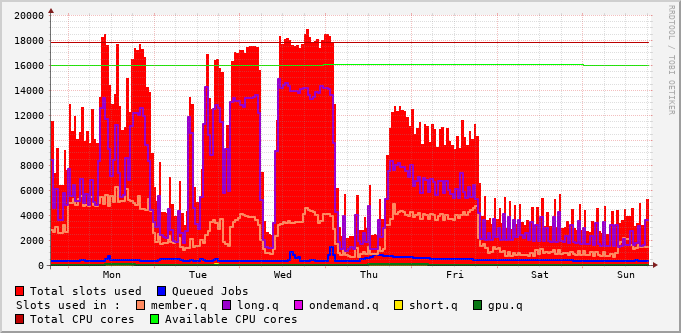 20000
18000
16000
14000
12000
10000
8000
6000
4000
2000
0
Mon Tue Wed Thu Fri Sat Sun
RRDTOOL / TOBI OETIKER
Total slots used Queued Jobs
Slots used in : member.q long.q ondemand.q short.q gpu.q
Total CPU cores Available CPU cores